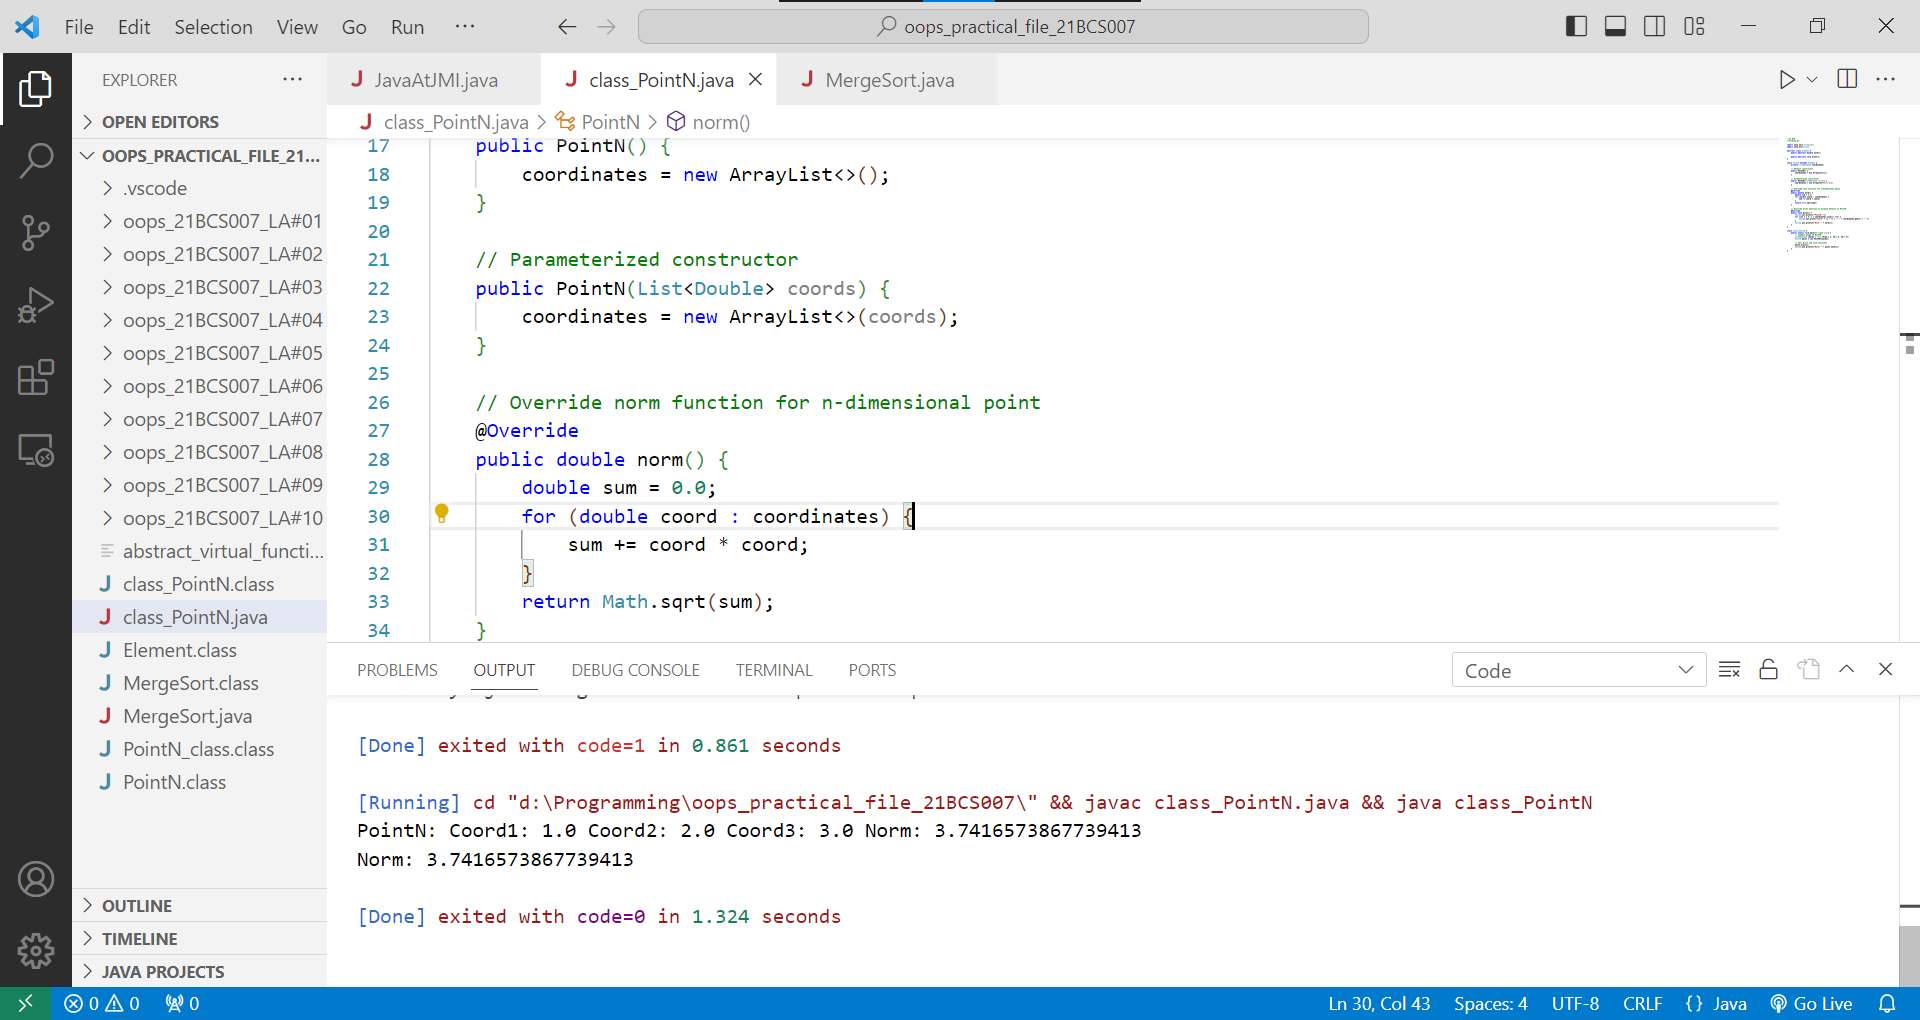 File Edit Selection View Go Run ···
oops_practical_file_21BCS007
EXPLORER ···
OPEN EDITORS
OOPS_PRACTICAL_FILE_21...
.vscode
oops_21BCS007_LA#01
oops_21BCS007_LA#02
oops_21BCS007_LA#03
oops_21BCS007_LA#04
oops_21BCS007_LA#05
oops_21BCS007_LA#06
oops_21BCS007_LA#07
oops_21BCS007_LA#08
oops_21BCS007_LA#09
oops_21BCS007_LA#10
abstract_virtual_functi...
J class_PointN.class
J class_PointN.java
J Element.class
J MergeSort.class
J MergeSort.java
J PointN_class.class
J PointN.class
OUTLINE
TIMELINE
JAVA PROJECTS
J JavaAtJMI.java J class_PointN.java J MergeSort.java
J class_PointN.java > PointN > norm()
17 public PointN() {
18 coordinates = new ArrayList<>();
19 }
20
21 // Parameterized constructor
22 public PointN(List<Double> coords) {
23 coordinates = new ArrayList<>(coords);
24 }
25
26 // Override norm function for n-dimensional point
27 @Override
28 public double norm() {
29 double sum = 0.0;
30 for (double coord : coordinates) {
31 sum += coord * coord;
32 }
33 return Math.sqrt(sum);
34 }
PROBLEMS OUTPUT DEBUG CONSOLE TERMINAL PORTS Code
[Done] exited with code=1 in 0.861 seconds
[Running] cd "d:\Programming\oops_practical_file_21BCS007\" && javac class_PointN.java && java class_PointN
PointN: Coord1: 1.0 Coord2: 2.0 Coord3: 3.0 Norm: 3.7416573867739413
Norm: 3.7416573867739413
[Done] exited with code=0 in 1.324 seconds
0 0 0 Ln 30, Col 43 Spaces: 4 UTF-8 CRLF {} Java Go Live